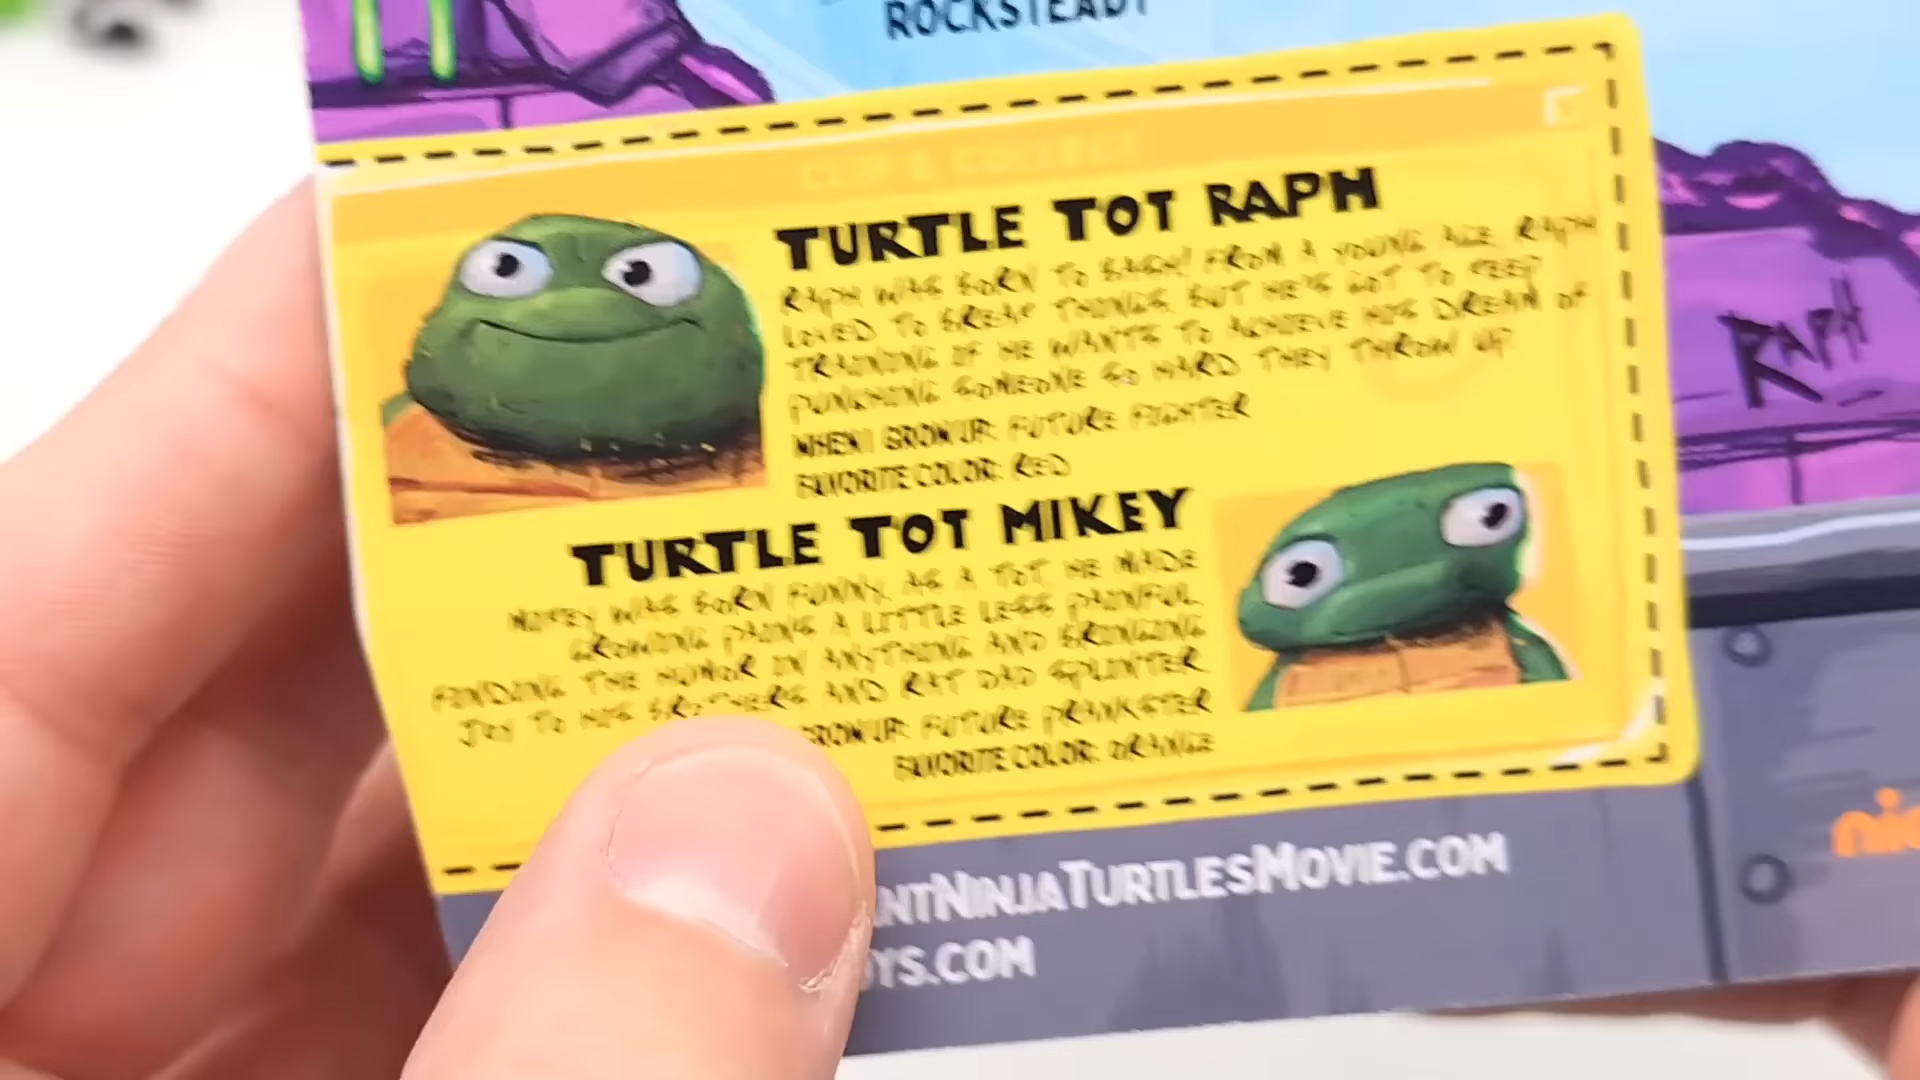 ROCKSTEADY
CLIP & COLLECT
TURTLE TOT RAPH
RAPH WAS BORN TO BASH! FROM A YOUNG AGE, RAPH
LOVED TO BREAK THINGS, BUT HE'S GOT TO KEEP
TRAINING IF HE WANTS TO ACHIEVE HIS DREAM OF
PUNCHING SOMEONE SO HARD THEY THROW UP.
WHEN I GROW UP: FUTURE FIGHTER
FAVORITE COLOR: RED
RAPH
TURTLE TOT MIKEY
MIKEY WAS BORN FUNNY. AS A TOT, HE MADE
GROWING PAINS A LITTLE LESS PAINFUL,
FINDING THE HUMOR IN ANYTHING AND BRINGING
JOY TO HIS BROTHERS AND RAT DAD SPLINTER.
GROW UP: FUTURE PRANKSTER
FAVORITE COLOR: ORANGE
NTNINJATURTLESMOVIE.COM
YS.COM
nic